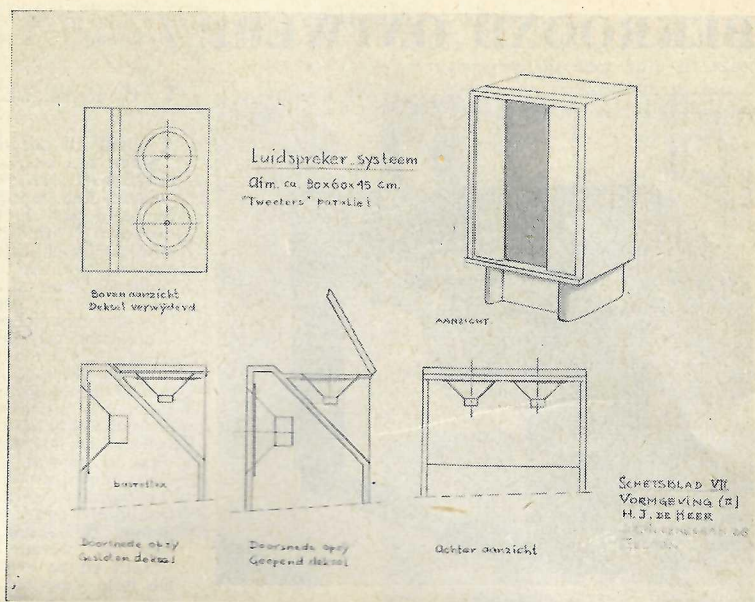 Luidspreker systeem
Dim. ca. 90x60x45 cm.
"Tweeters" parallel
Boven aanzicht
Deksel verwijderd
AANZICHT
basreflex
Doorsnede opzij
Gesloten deksel
Doorsnede opzij
Geopend deksel
Achter aanzicht
SCHETSBLAD VII
VORMGEVING (II)
H. J. DE HEER